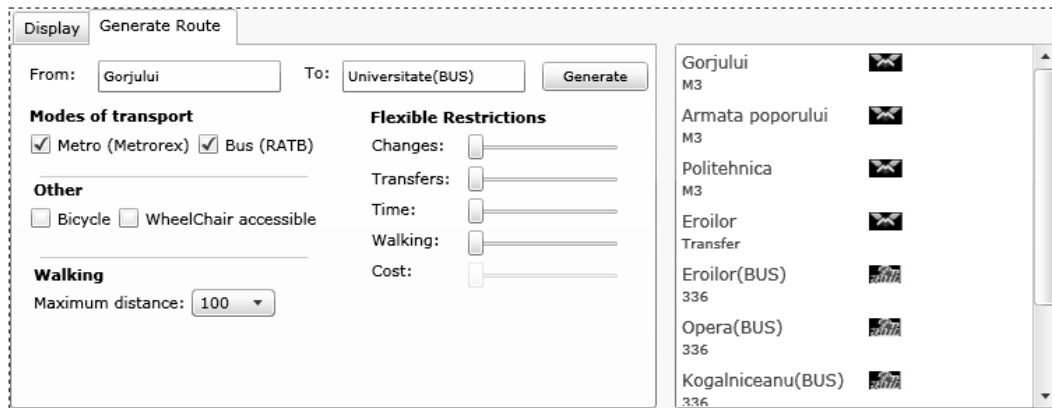 Display Generate Route
From: Gorjului To: Universitate(BUS) Generate
Modes of transport
Metro (Metrorex) Bus (RATB)
Other
Bicycle WheelChair accessible
Walking
Maximum distance: 100
Flexible Restrictions
Changes:
Transfers:
Time:
Walking:
Cost:
Gorjului
M3
Armata poporului
M3
Politehnica
M3
Eroilor
Transfer
Eroilor(BUS)
336
Opera(BUS)
336
Kogalniceanu(BUS)
336